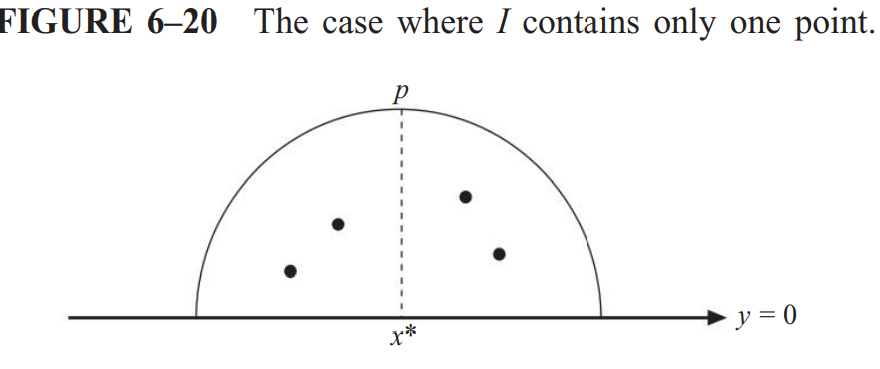 FIGURE 6–20 The case where I contains only one point.
p
y = 0
x*